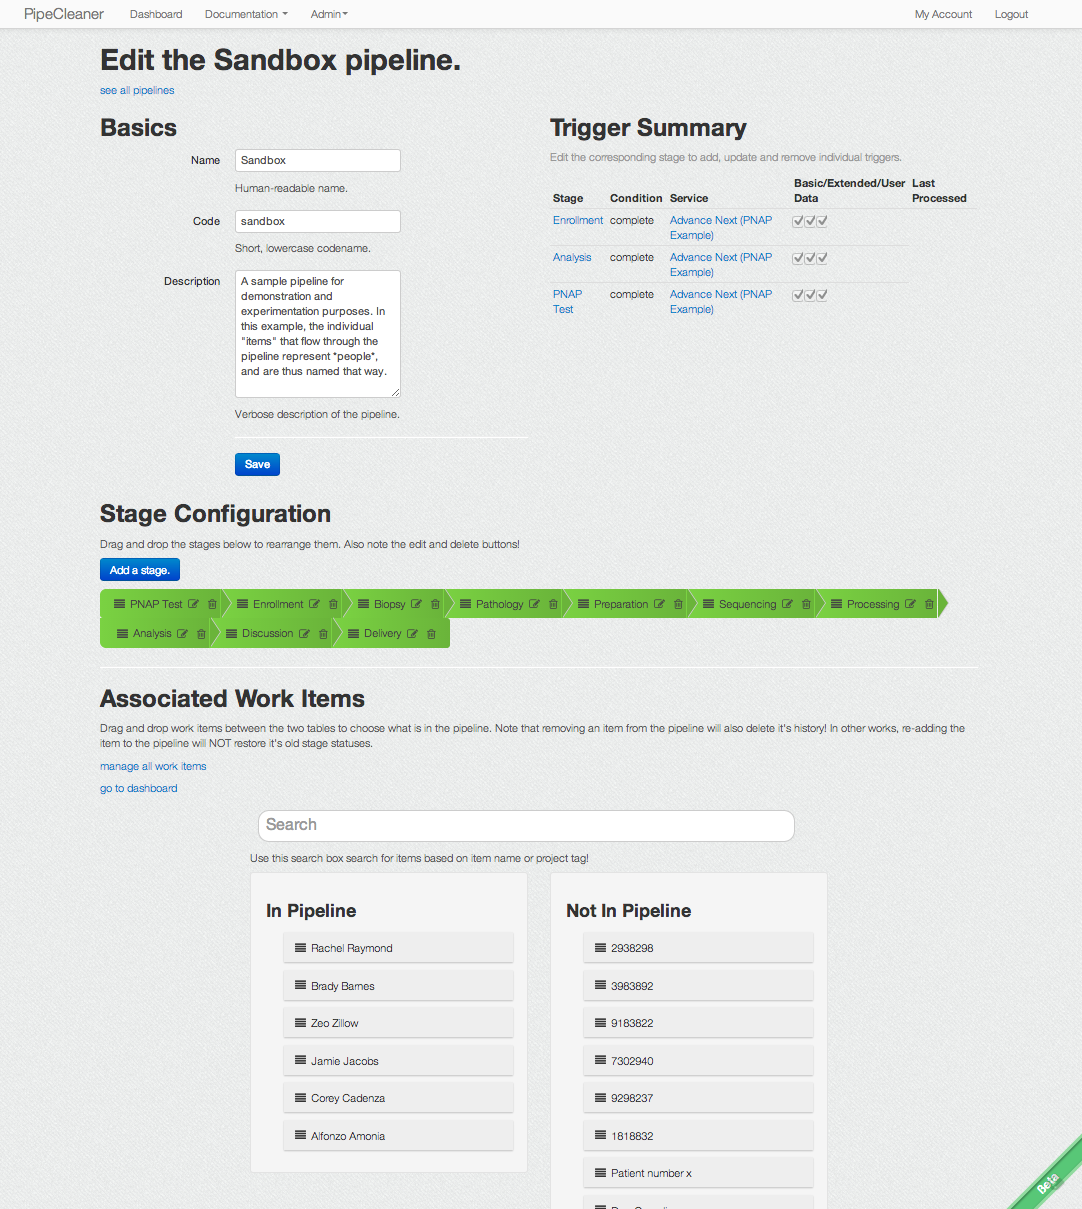 PipeCleaner Dashboard Documentation Admin My Account Logout
Edit the Sandbox pipeline.
see all pipelines
Basics
Name Sandbox
Human-readable name.
Code sandbox
Short, lowercase codename.
Description A sample pipeline for
demonstration and
experimentation purposes. In
this example, the individual
"items" that flow through the
pipeline represent *people*,
and are thus named that way.
Verbose description of the pipeline.
Save
Trigger Summary
Edit the corresponding stage to add, update and remove individual triggers.
Basic/Extended/User Last
Stage Condition Service Data Processed
Enrollment complete Advance Next (PNAP
Example)
Analysis complete Advance Next (PNAP
Example)
PNAP complete Advance Next (PNAP
Test Example)
Stage Configuration
Drag and drop the stages below to rearrange them. Also note the edit and delete buttons!
Add a stage.
PNAP Test Enrollment Biopsy Pathology Preparation Sequencing Processing
Analysis Discussion Delivery
Associated Work Items
Drag and drop work items between the two tables to choose what is in the pipeline. Note that removing an item from the pipeline will also delete it's history! In other works, re-adding the
item to the pipeline will NOT restore it's old stage statuses.
manage all work items
go to dashboard
Search
Use this search box search for items based on item name or project tag!
In Pipeline
Rachel Raymond
Brady Barnes
Zeo Zillow
Jamie Jacobs
Corey Cadenza
Alfonzo Amonia
Not In Pipeline
2938298
3983892
9183822
7302940
9298237
1818832
Patient number x
Beta